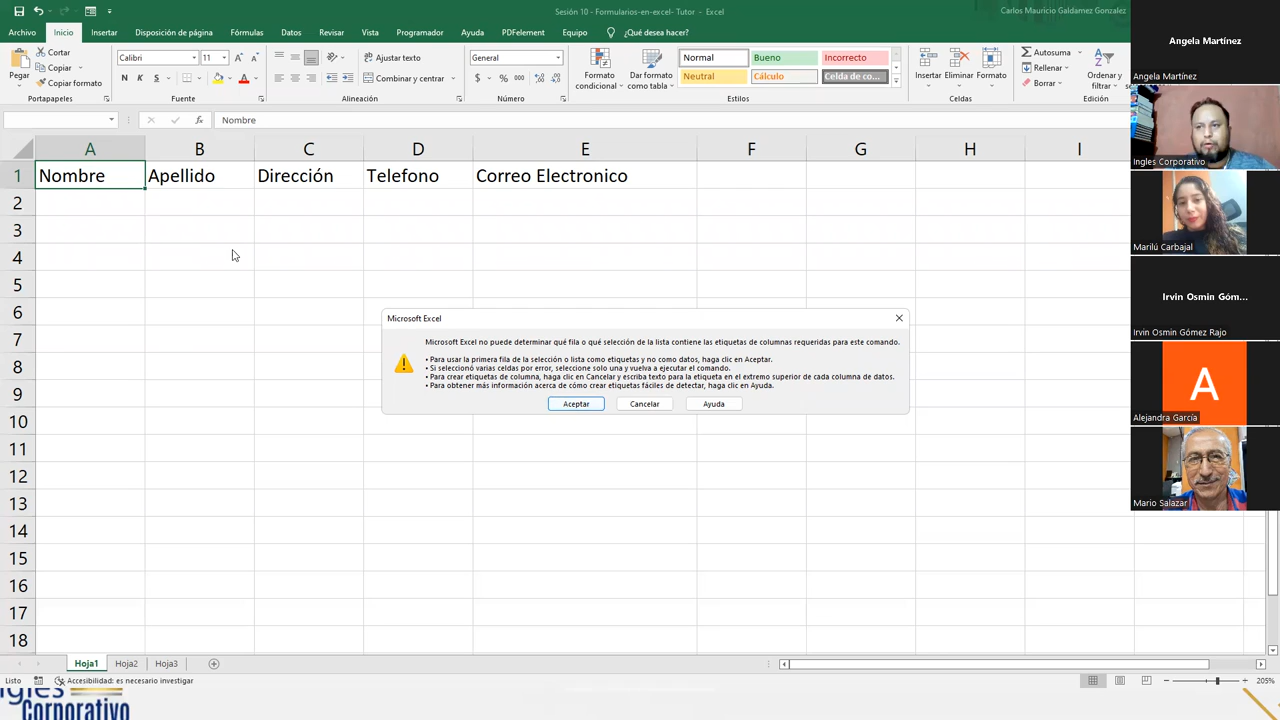 Sesión 10 - Formularios-en-excel- Tutor - Excel
Carlos Mauricio Galdamez Gonzalez
Archivo Inicio Insertar Disposición de página Fórmulas Datos Revisar Vista Programador Ayuda PDFelement Equipo ¿Qué desea hacer?
Pegar
Cortar
Copiar
Copiar formato
Portapapeles
Calibri 11
N K S
Fuente
Ajustar texto
Combinar y centrar
Alineación
General
$ % 000
Número
Formato condicional
Dar formato como tabla
Normal Bueno Incorrecto
Neutral Cálculo Celda de co...
Estilos
Insertar Eliminar Formato
Celdas
Autosuma
Rellenar
Borrar
Ordenar y filtrar
Edición
fx Nombre
A B C D E F G H I
1 Nombre Apellido Dirección Telefono Correo Electronico
2
3
4
5
6
7
8
9
10
11
12
13
14
15
16
17
18
Microsoft Excel
Microsoft Excel no puede determinar qué fila o qué selección de la lista contiene las etiquetas de columnas requeridas para este comando.
• Para usar la primera fila de la selección o lista como etiquetas y no como datos, haga clic en Aceptar.
• Si seleccionó varias celdas por error, seleccione solo una y vuelva a ejecutar el comando.
• Para crear etiquetas de columna, haga clic en Cancelar y escriba texto para la etiqueta en el extremo superior de cada columna de datos.
• Para obtener más información acerca de cómo crear etiquetas fáciles de detectar, haga clic en Ayuda.
Aceptar Cancelar Ayuda
Angela Martínez
Angela Martínez
Ingles Corporativo
Marilú Carbajal
Irvin Osmin Góm...
Irvin Osmin Gómez Rajo
A
Alejandra García
Mario Salazar
Hoja1 Hoja2 Hoja3
Listo Accesibilidad: es necesario investigar 205%
Ingles
Corporativo